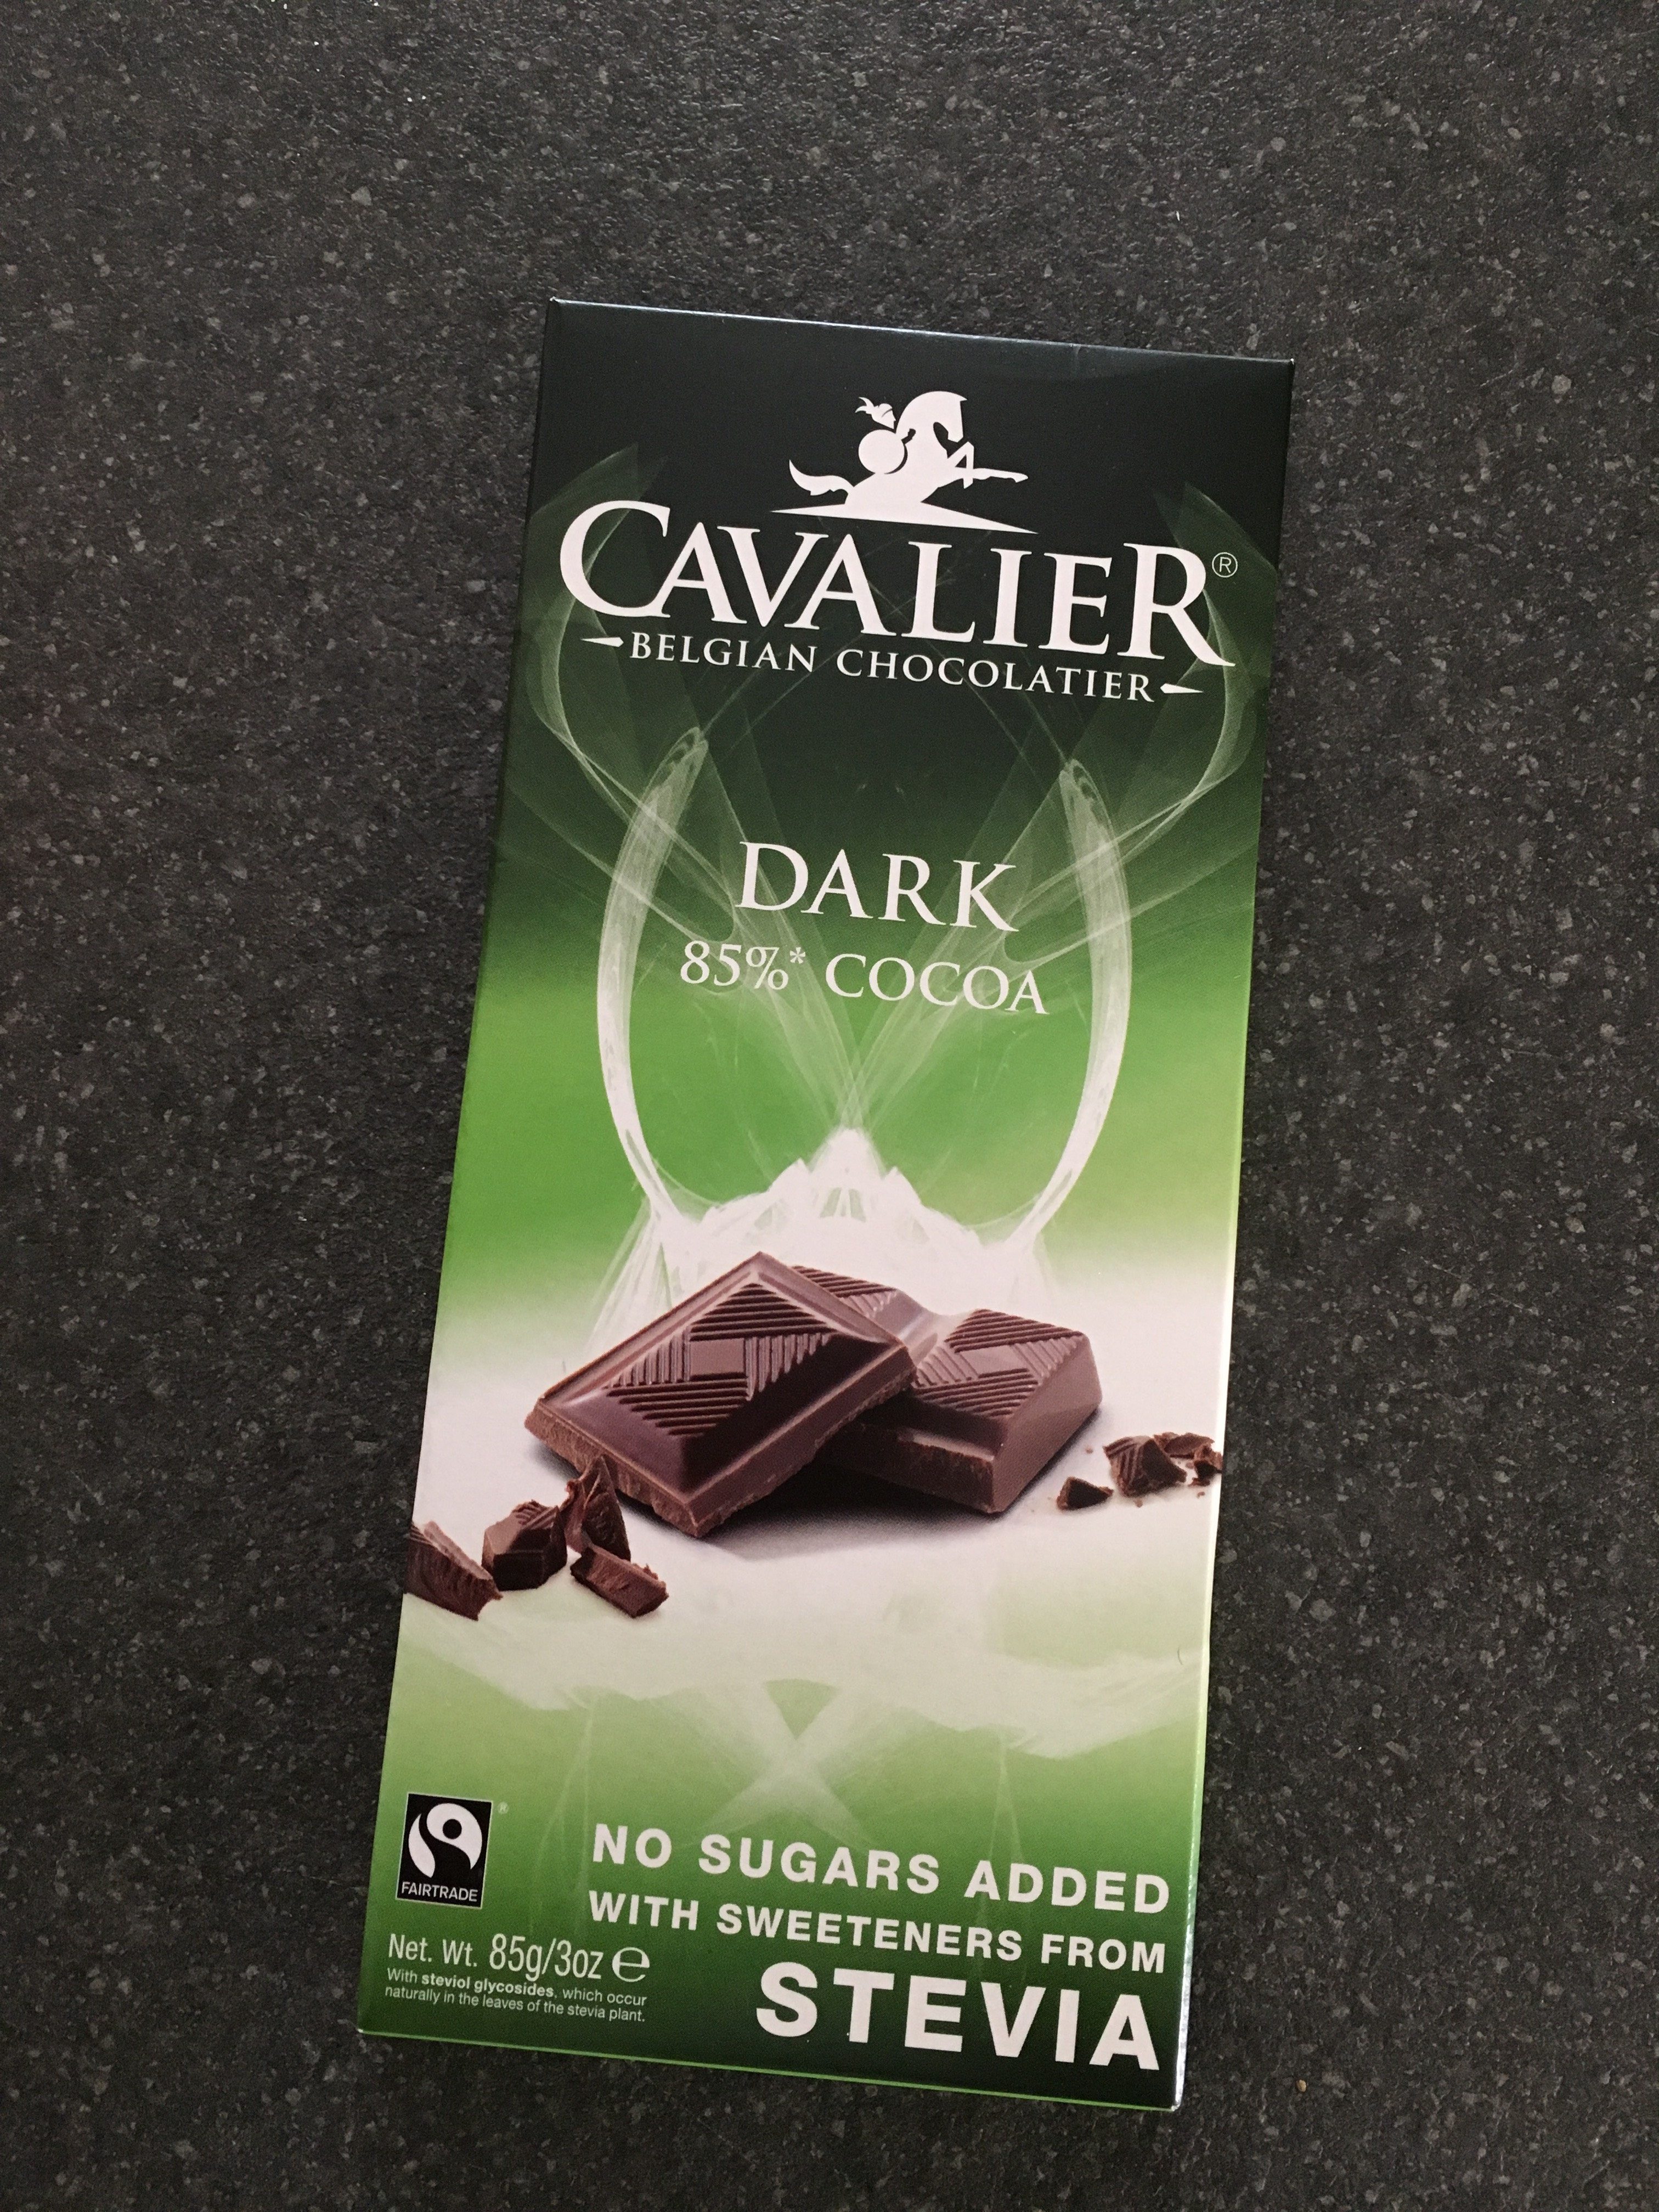 CAVALIER®
BELGIAN CHOCOLATIER
DARK
85%* COCOA
FAIRTRADE
®
NO SUGARS ADDED
WITH SWEETENERS FROM
STEVIA
Net. Wt. 85g/3oz ℮
With steviol glycosides, which occur
naturally in the leaves of the stevia plant.